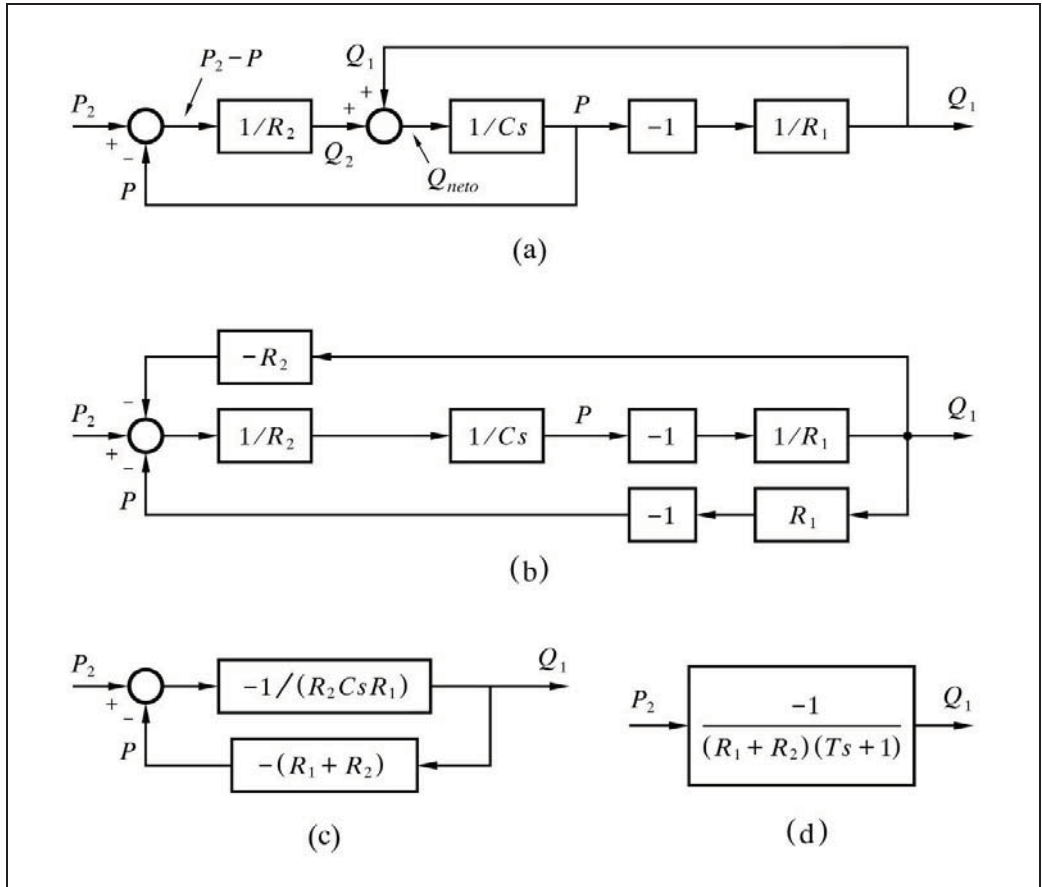 P₂ − P
Q₁
P₂
+
−
1/R₂
Q₂
+
+
Q_neto
1/Cs
P
−1
1/R₁
Q₁
P
(a)
−R₂
P₂
+
−
−
1/R₂
1/Cs
P
−1
1/R₁
Q₁
P
−1
R₁
(b)
P₂
+
−
−1/(R₂CsR₁)
Q₁
P
−(R₁ + R₂)
(c)
P₂
−1
(R₁ + R₂)(Ts + 1)
Q₁
(d)